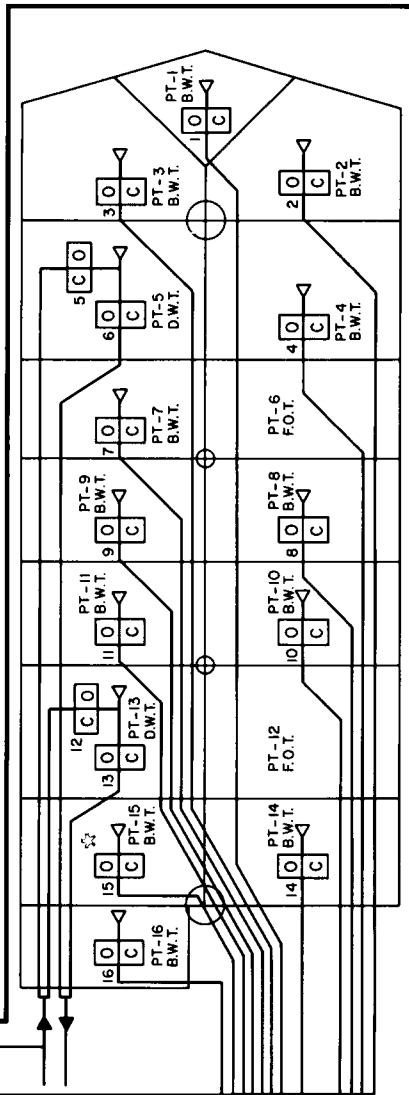 PT-1
B.W.T.
O C
1
PT-3
B.W.T.
O C
3
PT-2
B.W.T.
O C
2
C O
5
O C
6
PT-5
D.W.T.
O C
4
PT-4
B.W.T.
O C
7
PT-7
B.W.T.
PT-6
F.O.T.
PT-9
B.W.T.
O C
9
PT-8
B.W.T.
O C
8
PT-11
B.W.T.
O C
11
PT-10
B.W.T.
O C
10
C O
12
O C
13
PT-13
D.W.T.
PT-12
F.O.T.
O C
15
PT-15
B.W.T.
PT-14
B.W.T.
O C
14
O C
16
PT-16
B.W.T.